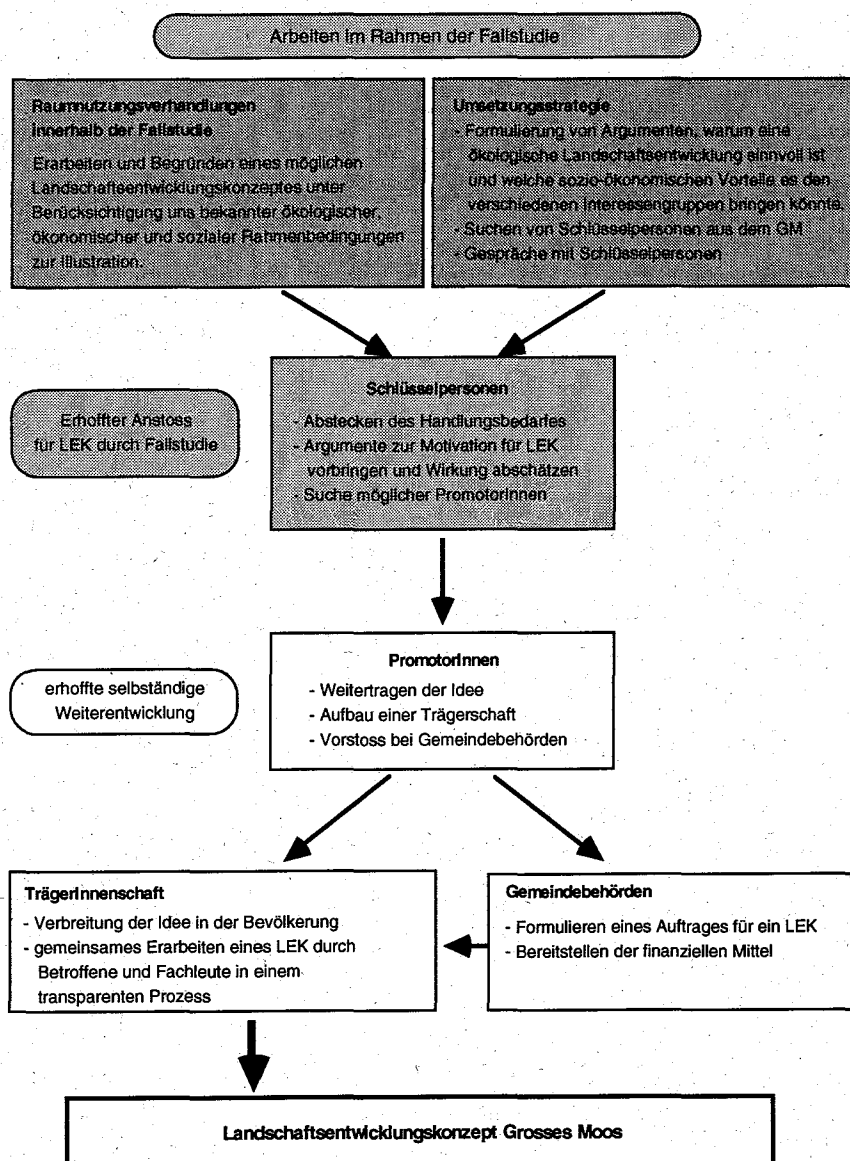 Arbeiten im Rahmen der Fallstudie
Raumnutzungsverhandlungen
innerhalb der Fallstudie
Erarbeiten und Begründen eines möglichen
Landschaftsentwicklungskonzeptes unter
Berücksichtigung uns bekannter ökologischer,
ökonomischer und sozialer Rahmenbedingungen
zur Illustration.
Umsetzungsstrategie
- Formulierung von Argumenten, warum eine
ökologische Landschaftsentwicklung sinnvoll ist
und welche sozio-ökonomischen Vorteile es den
verschiedenen Interessengruppen bringen könnte.
- Suchen von Schlüsselpersonen aus dem GM
- Gespräche mit Schlüsselpersonen
Erhoffter Anstoss
für LEK durch Fallstudie
Schlüsselpersonen
- Abstecken des Handlungsbedarfes
- Argumente zur Motivation für LEK
vorbringen und Wirkung abschätzen
- Suche möglicher PromotorInnen
erhoffte selbständige
Weiterentwicklung
PromotorInnen
- Weitertragen der Idee
- Aufbau einer Trägerschaft
- Vorstoss bei Gemeindebehörden
TrägerInnenschaft
- Verbreitung der Idee in der Bevölkerung
- gemeinsames Erarbeiten eines LEK durch
Betroffene und Fachleute in einem
transparenten Prozess
Gemeindebehörden
- Formulieren eines Auftrages für ein LEK
- Bereitstellen der finanziellen Mittel
Landschaftsentwicklungskonzept Grosses Moos